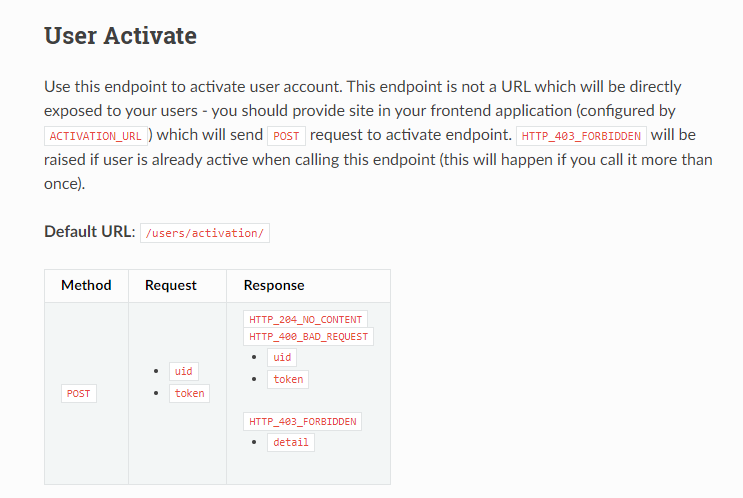 User Activate
Use this endpoint to activate user account. This endpoint is not a URL which will be directly
exposed to your users - you should provide site in your frontend application (configured by
ACTIVATION_URL) which will send POST request to activate endpoint. HTTP_403_FORBIDDEN will be
raised if user is already active when calling this endpoint (this will happen if you call it more than
once).
Default URL: /users/activation/
Method Request Response
POST
• uid
• token
HTTP_204_NO_CONTENT
HTTP_400_BAD_REQUEST
• uid
• token
HTTP_403_FORBIDDEN
• detail